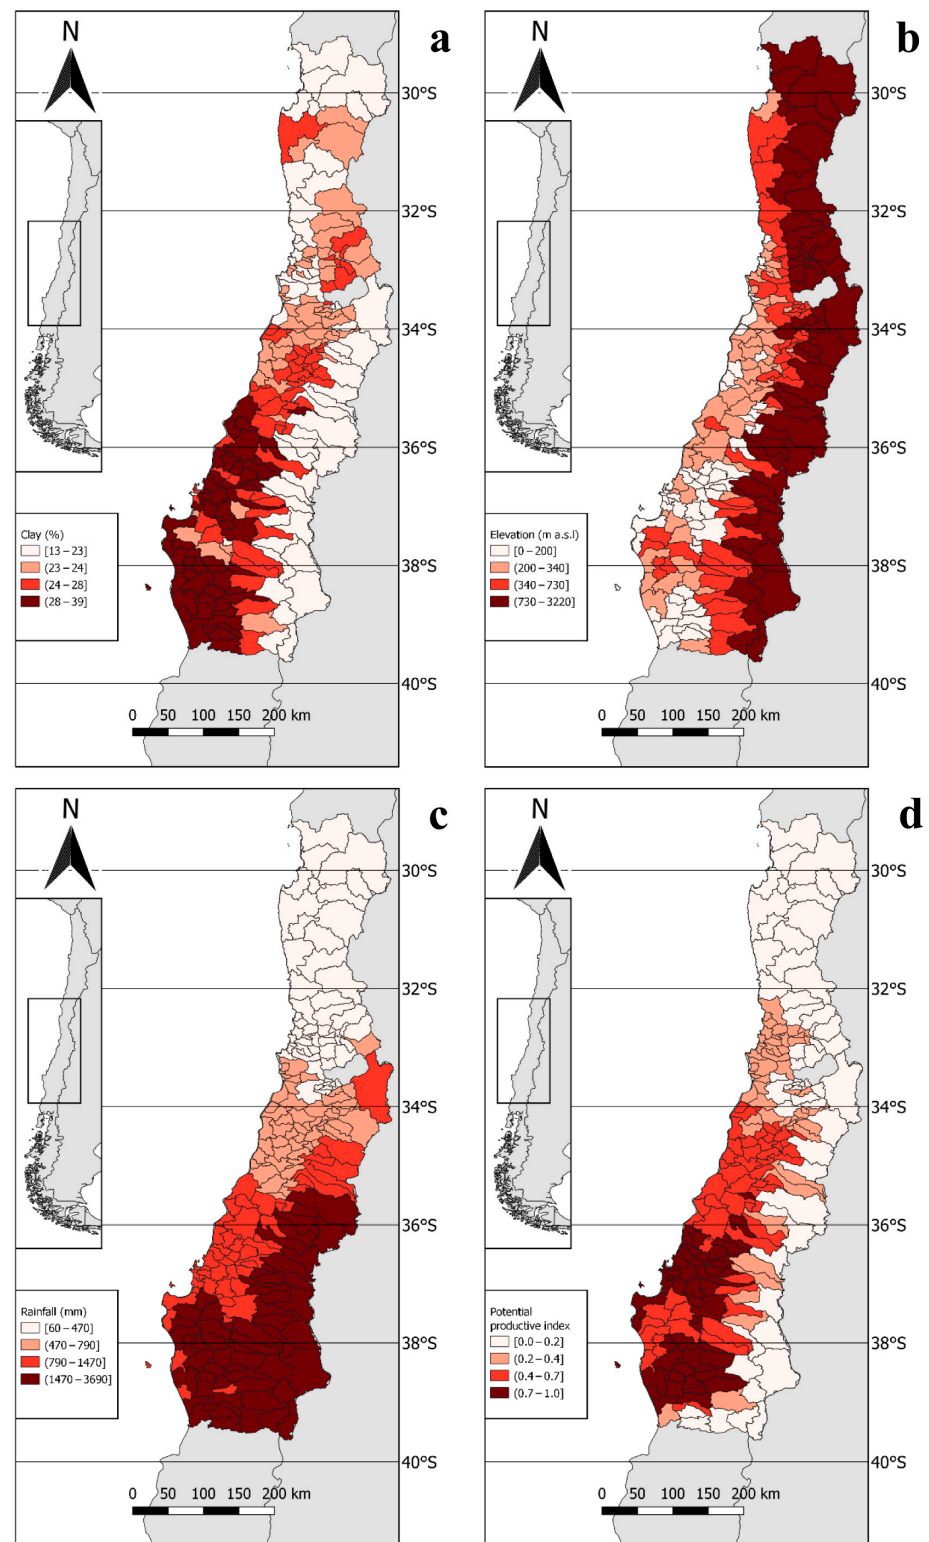 a
N
30°S
32°S
34°S
36°S
38°S
40°S
Clay (%)
[13 – 23]
(23 – 24]
(24 – 28]
(28 – 39]
0 50 100 150 200 km
b
N
30°S
32°S
34°S
36°S
38°S
40°S
Elevation (m a.s.l)
[0 – 200]
(200 – 340]
(340 – 730]
(730 – 3220]
0 50 100 150 200 km
c
N
30°S
32°S
34°S
36°S
38°S
40°S
Rainfall (mm)
[60 – 470]
(470 – 790]
(790 – 1470]
(1470 – 3690]
0 50 100 150 200 km
d
N
30°S
32°S
34°S
36°S
38°S
40°S
Potential
productive index
[0.0 – 0.2]
(0.2 – 0.4]
(0.4 – 0.7]
(0.7 – 1.0]
0 50 100 150 200 km